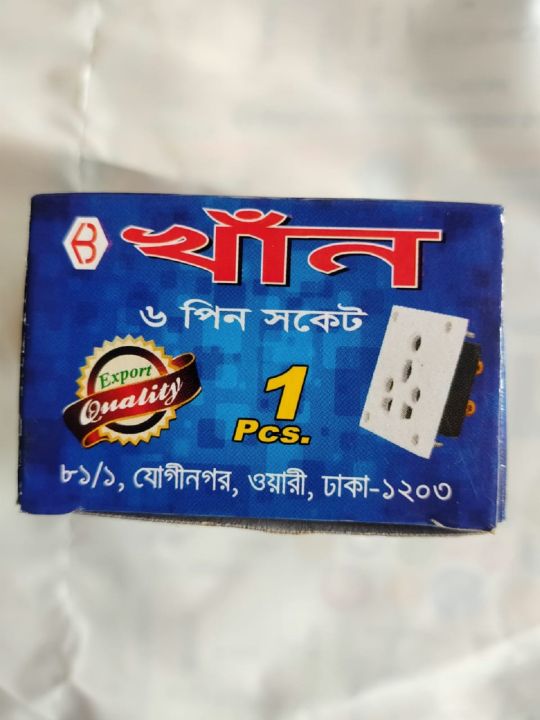 খাঁন
৬ পিন সকেট
Export
Quality
1
Pcs.
৮১/১, যোগীনগর, ওয়ারী, ঢাকা-১২০৩